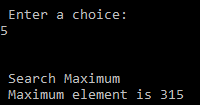 Enter a choice:
5
Search Maximum
Maximum element is 315